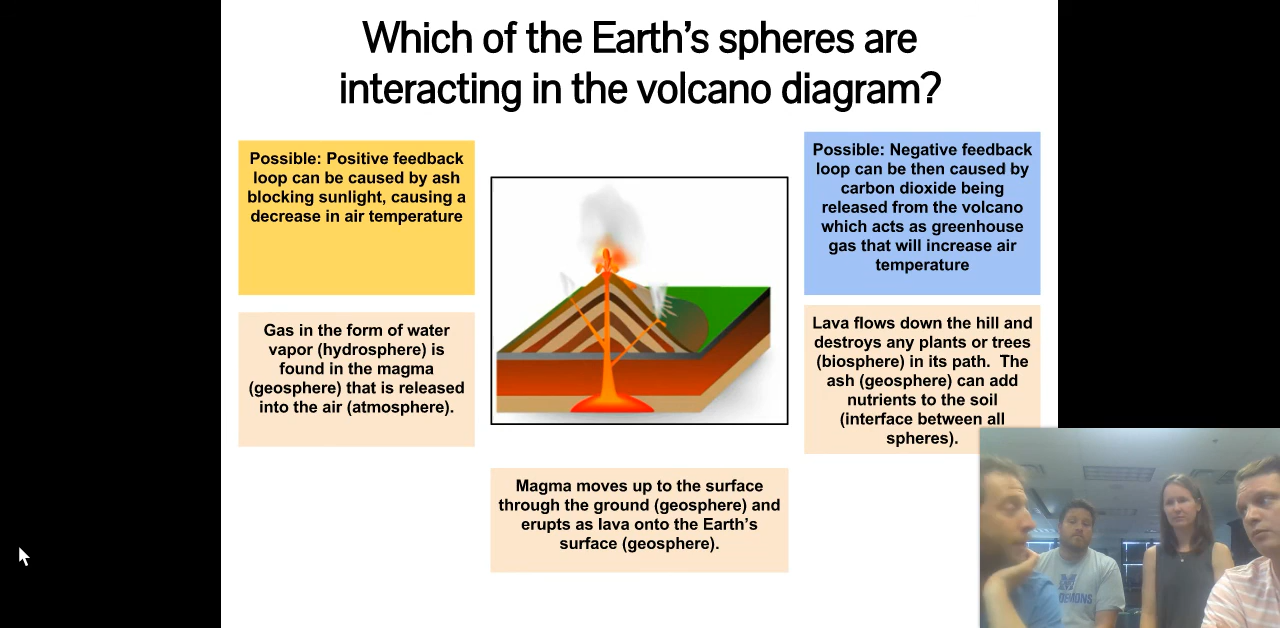 Which of the Earth's spheres are
interacting in the volcano diagram?
Possible: Positive feedback
loop can be caused by ash
blocking sunlight, causing a
decrease in air temperature
Possible: Negative feedback
loop can be then caused by
carbon dioxide being
released from the volcano
which acts as greenhouse
gas that will increase air
temperature
Gas in the form of water
vapor (hydrosphere) is
found in the magma
(geosphere) that is released
into the air (atmosphere).
Lava flows down the hill and
destroys any plants or trees
(biosphere) in its path. The
ash (geosphere) can add
nutrients to the soil
(interface between all
spheres).
Magma moves up to the surface
through the ground (geosphere) and
erupts as lava onto the Earth's
surface (geosphere).
M